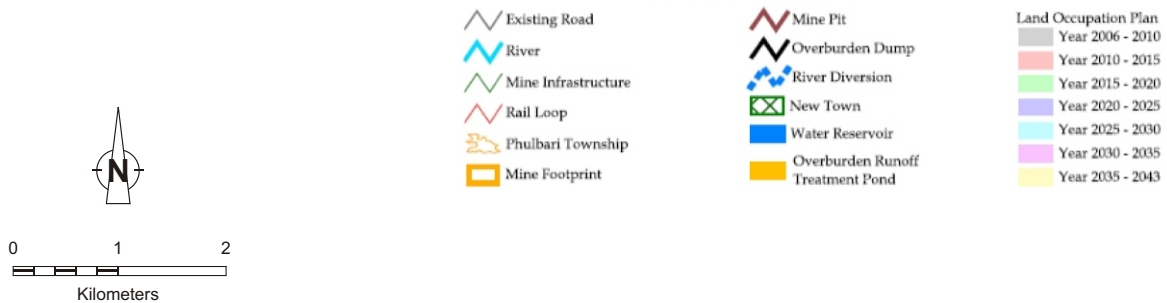 Existing Road
River
Mine Infrastructure
Rail Loop
Phulbari Township
Mine Footprint
Mine Pit
Overburden Dump
River Diversion
New Town
Water Reservoir
Overburden Runoff
Treatment Pond
Land Occupation Plan
Year 2006 - 2010
Year 2010 - 2015
Year 2015 - 2020
Year 2020 - 2025
Year 2025 - 2030
Year 2030 - 2035
Year 2035 - 2043
N
0 1 2
Kilometers